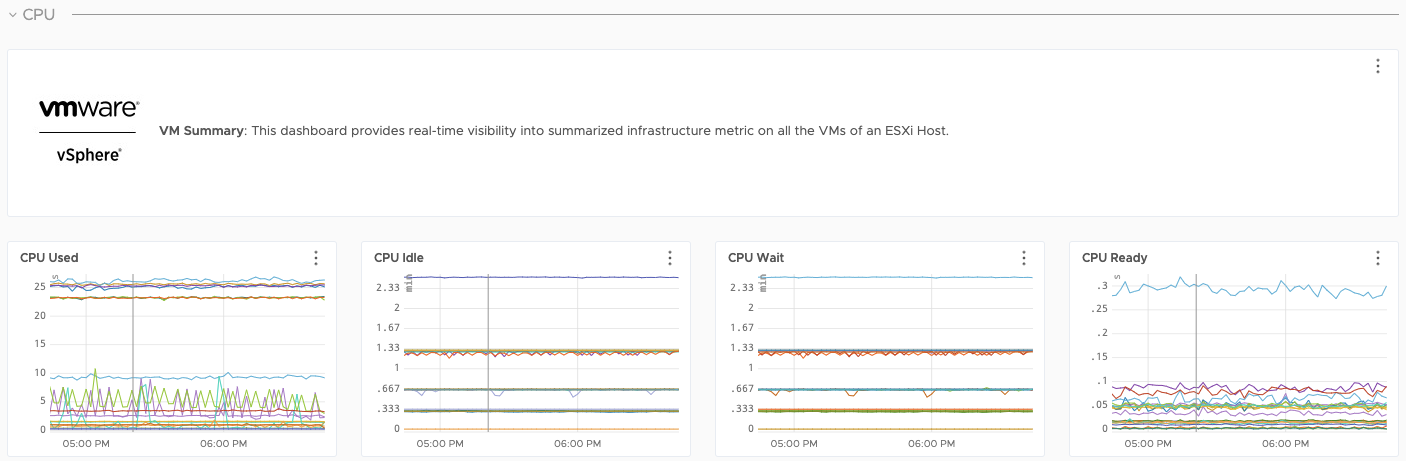 CPU
vmware®
vSphere®
VM Summary: This dashboard provides real-time visibility into summarized infrastructure metric on all the VMs of an ESXi Host.
CPU Used
s
25
20
15
10
5
0
05:00 PM 06:00 PM
CPU Idle
min
2.33
2
1.67
1.33
1
.667
.333
0
05:00 PM 06:00 PM
CPU Wait
min
2.33
2
1.67
1.33
1
.667
.333
0
05:00 PM 06:00 PM
CPU Ready
s
.3
.25
.2
.15
.1
.05
0
05:00 PM 06:00 PM